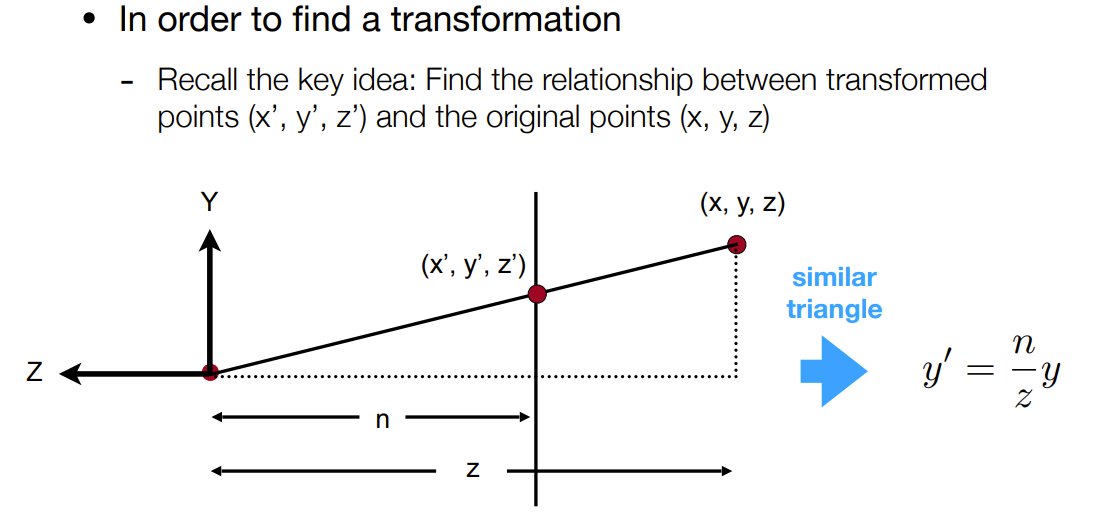 • In order to find a transformation
- Recall the key idea: Find the relationship between transformed
points (x’, y’, z’) and the original points (x, y, z)
Y
(x, y, z)
(x’, y’, z’)
similar
triangle
Z
y′ = n/z y
n
z